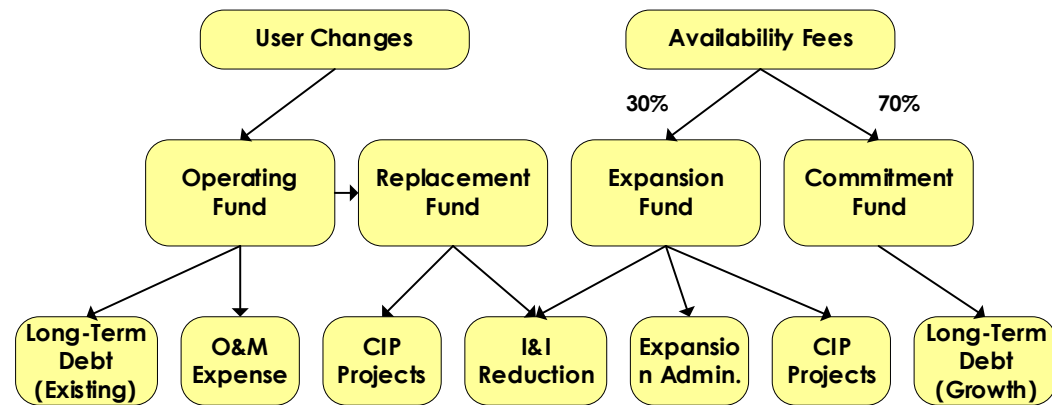 User Changes
Availability Fees
30%
70%
Operating
Fund
Replacement
Fund
Expansion
Fund
Commitment
Fund
Long-Term
Debt
(Existing)
O&M
Expense
CIP
Projects
I&I
Reduction
Expansio
n Admin.
CIP
Projects
Long-Term
Debt
(Growth)